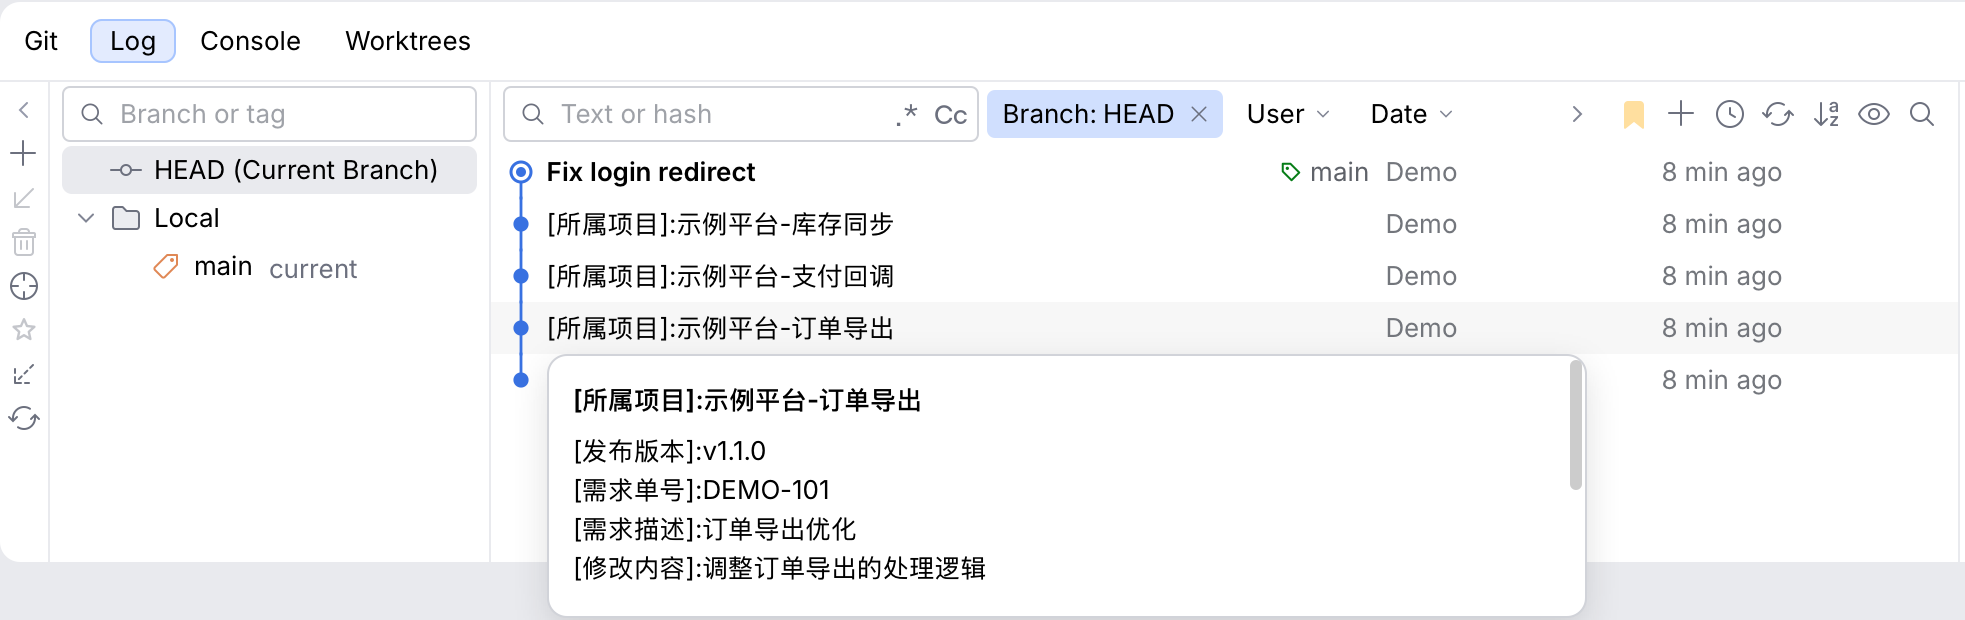 Git Log Console Worktrees
Branch or tag
Text or hash .* Cc Branch: HEAD User Date
HEAD (Current Branch)
Local
main current
Fix login redirect main Demo 8 min ago
[所属项目]:示例平台-库存同步 Demo 8 min ago
[所属项目]:示例平台-支付回调 Demo 8 min ago
[所属项目]:示例平台-订单导出 Demo 8 min ago
8 min ago
[所属项目]:示例平台-订单导出
[发布版本]:v1.1.0
[需求单号]:DEMO-101
[需求描述]:订单导出优化
[修改内容]:调整订单导出的处理逻辑